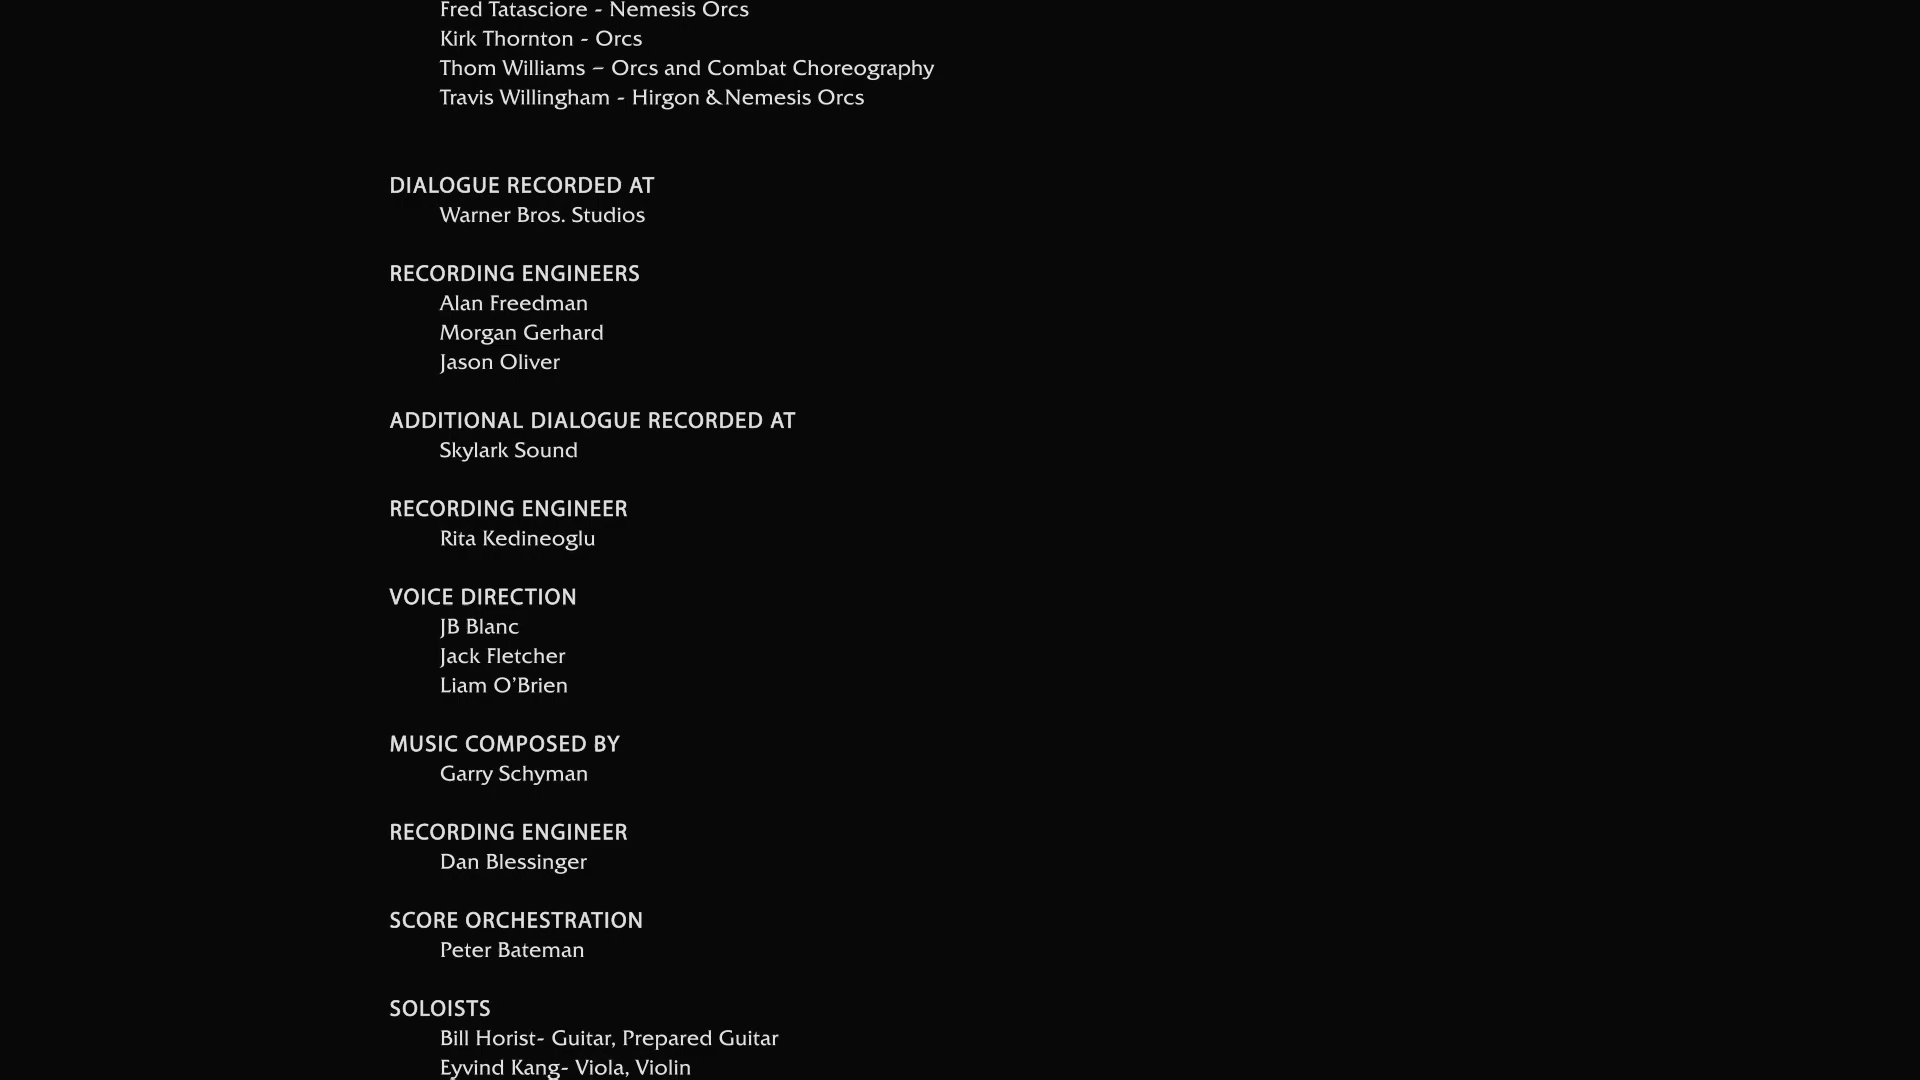 Fred Tatasciore - Nemesis Orcs
Kirk Thornton - Orcs
Thom Williams – Orcs and Combat Choreography
Travis Willingham - Hirgon & Nemesis Orcs
DIALOGUE RECORDED AT
Warner Bros. Studios
RECORDING ENGINEERS
Alan Freedman
Morgan Gerhard
Jason Oliver
ADDITIONAL DIALOGUE RECORDED AT
Skylark Sound
RECORDING ENGINEER
Rita Kedineoglu
VOICE DIRECTION
JB Blanc
Jack Fletcher
Liam O’Brien
MUSIC COMPOSED BY
Garry Schyman
RECORDING ENGINEER
Dan Blessinger
SCORE ORCHESTRATION
Peter Bateman
SOLOISTS
Bill Horist- Guitar, Prepared Guitar
Eyvind Kang- Viola, Violin